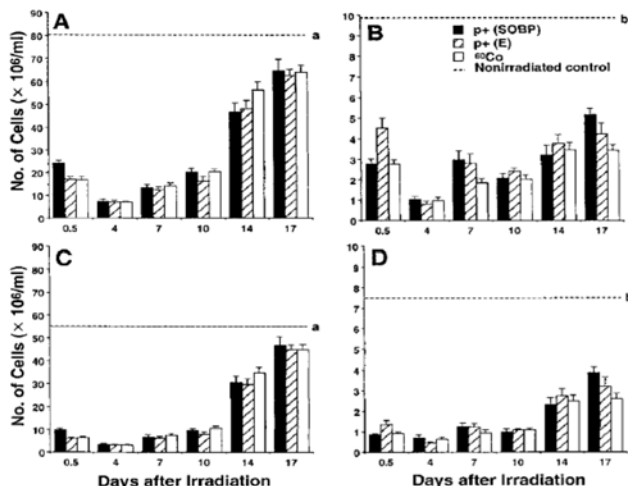 A
90
80
70
60
50
40
30
20
10
0
No. of Cells (× 10⁶/ml)
a
0.5 4 7 10 14 17
B
10
9
8
7
6
5
4
3
2
1
0
b
p+ (SOBP)
p+ (E)
⁶⁰Co
Nonirradiated control
0.5 4 7 10 14 17
C
90
80
70
60
50
40
30
20
10
0
No. of Cells (× 10⁶/ml)
a
0.5 4 7 10 14 17
Days after Irradiation
D
10
9
8
7
5
4
3
2
1
0
0.5 4 7 10 14 17
Days after Irradiation